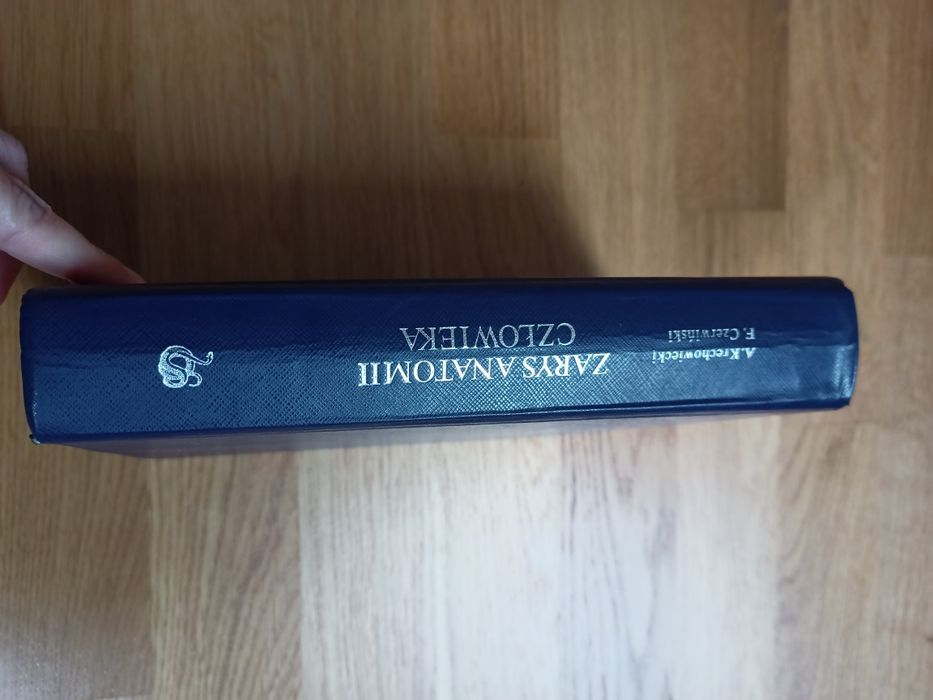 A. Krechowiecki
F. Czerwiński
ZARYS ANATOMII
CZŁOWIEKA